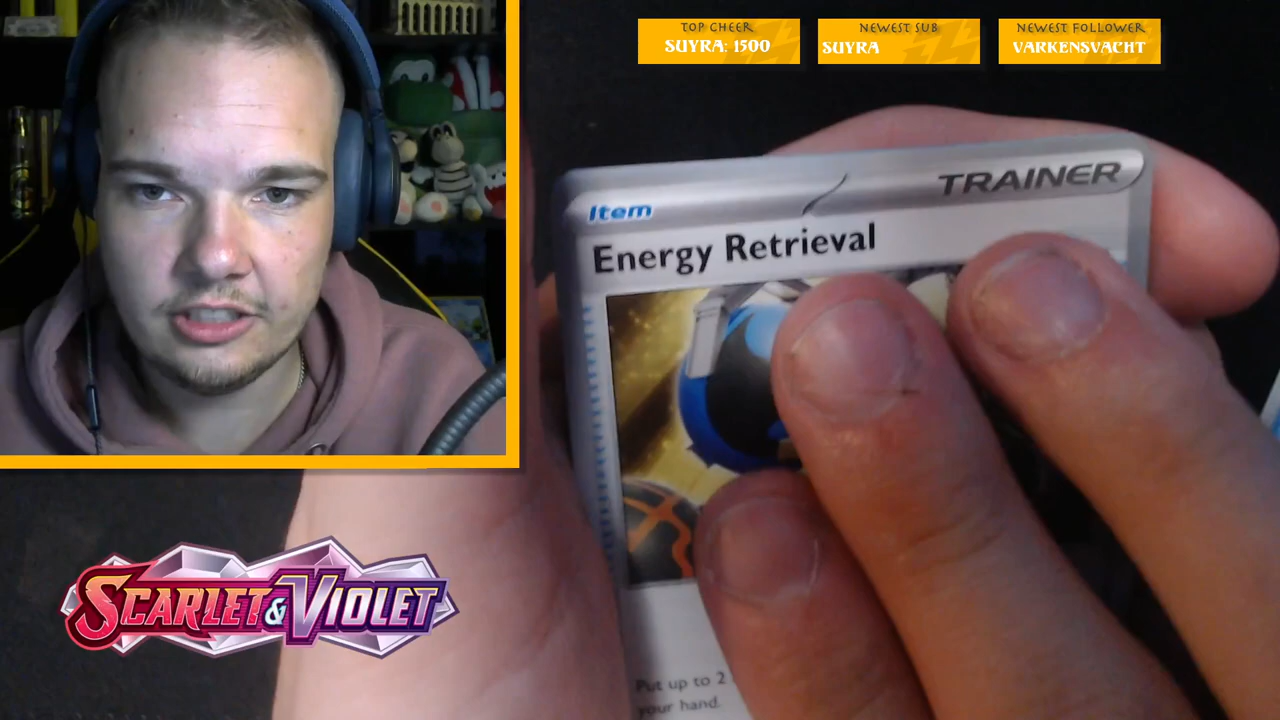 TOP CHEER
SUYRA: 1500
NEWEST SUB
SUYRA
NEWEST FOLLOWER
VARKENSVACHT
TRAINER
Item
Energy Retrieval
Put up to 2
your hand.
SCARLET & VIOLET